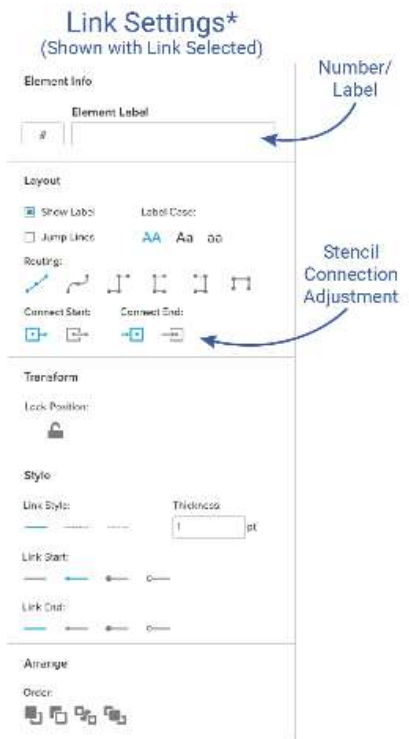 Link Settings*
(Shown with Link Selected)
Number/
Label
Element Info
Element Label
#
Layout
Show Label
Label Case:
Jump Lines
AA Aa aa
Routing:
Stencil
Connection
Adjustment
Connect Start:
Connect End:
Transform
Lock Position:
Style
Link Style:
Thickness:
1
pt
Link Start:
Link End:
Arrange
Order: